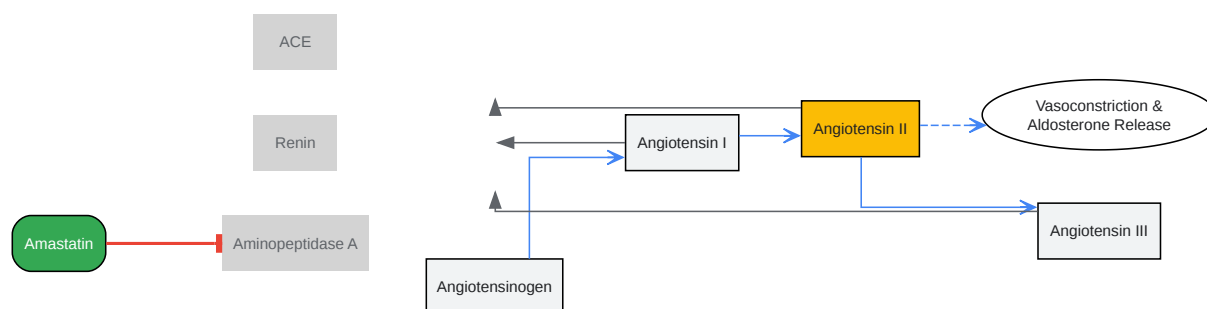 ACE
Renin
Amastatin
Aminopeptidase A
Angiotensinogen
Angiotensin I
Angiotensin II
Vasoconstriction &
Aldosterone Release
Angiotensin III